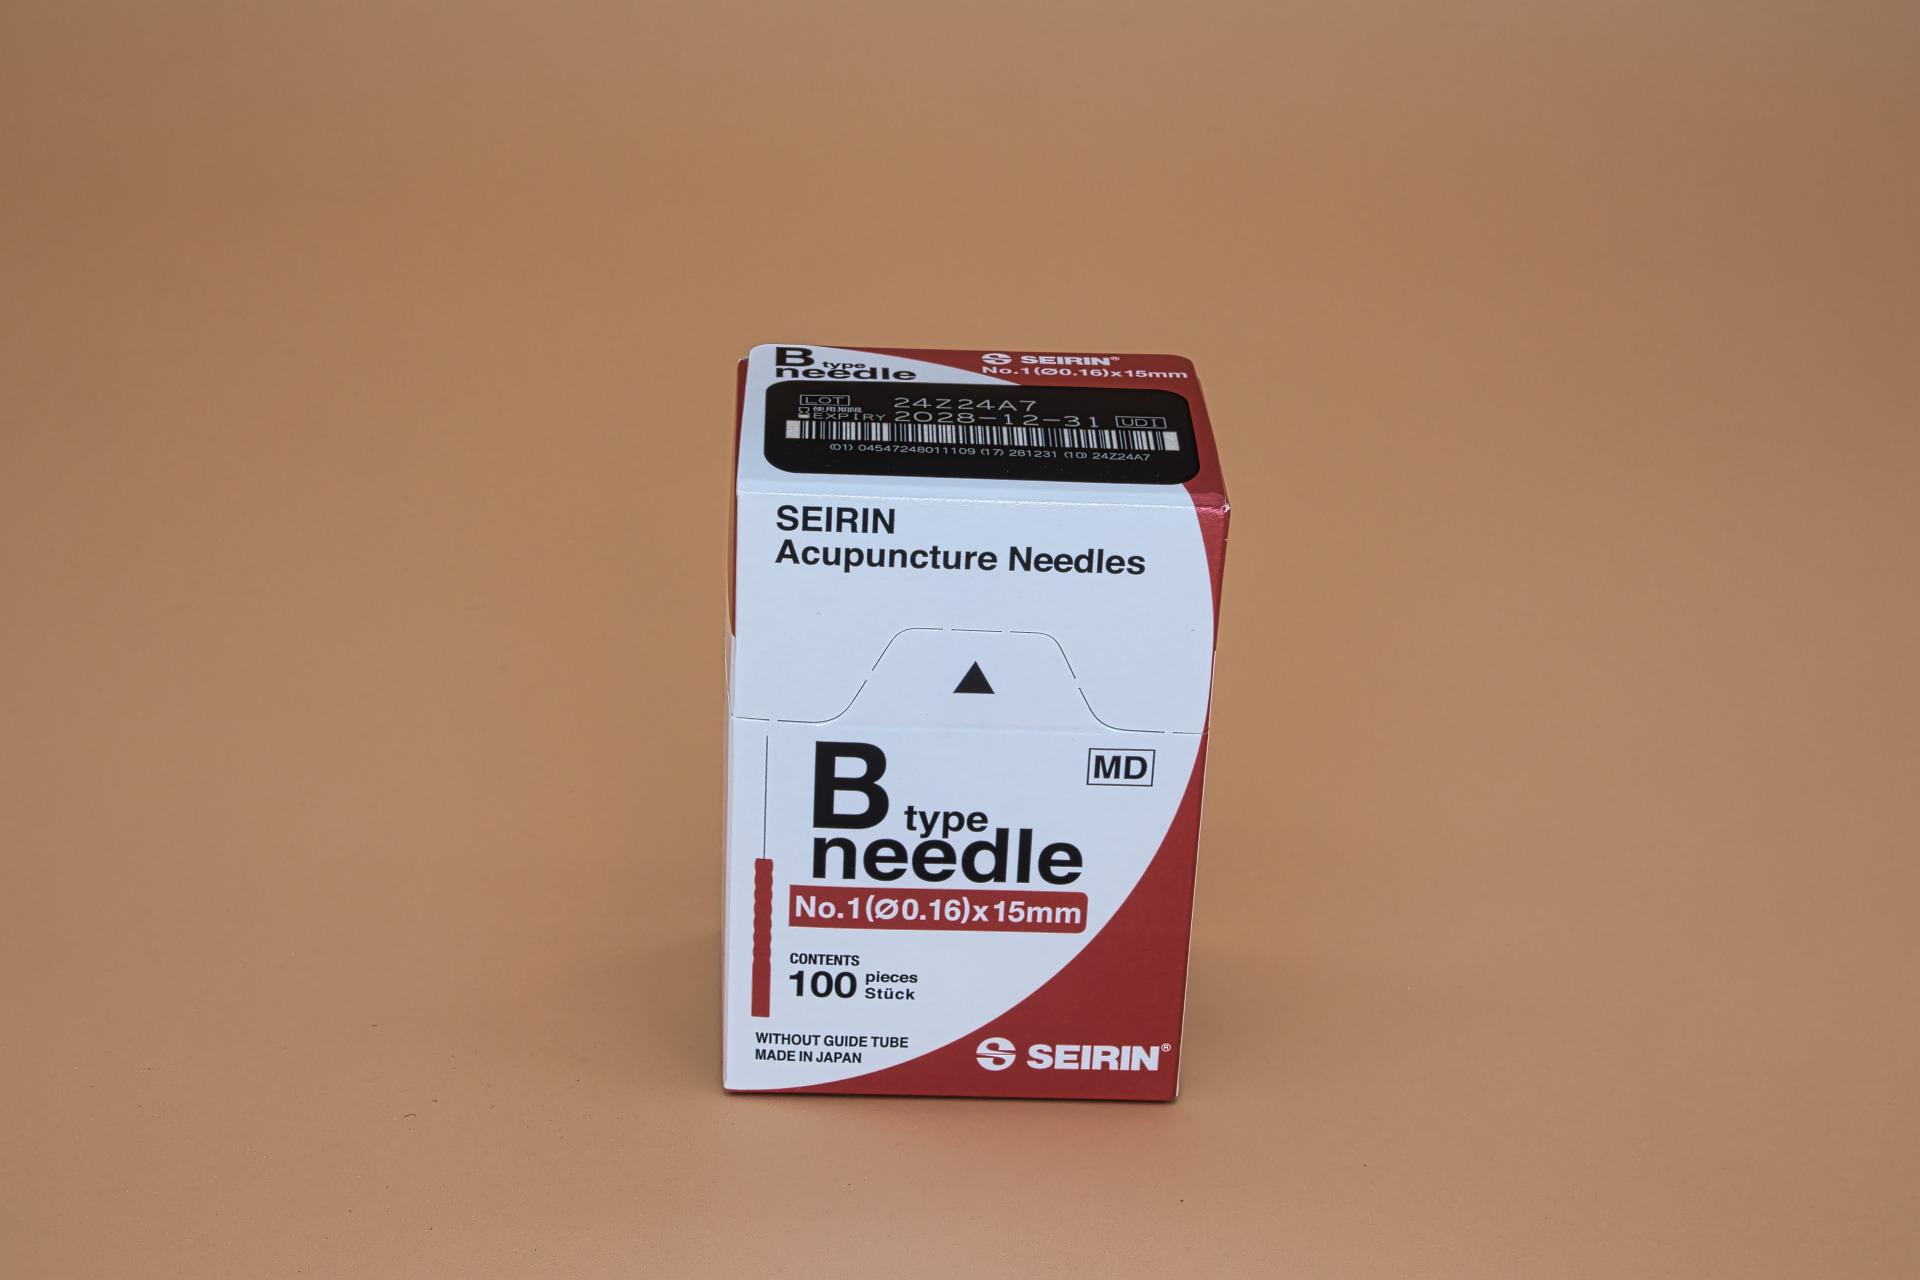 B type
needle
SEIRIN®
No.1(Ø0.16)x15mm
LOT 24Z24A7
使用期限
EXPIRY 2028-12-31 UDI
(01) 04547248011109 (17) 281231 (10) 24Z24A7
SEIRIN
Acupuncture Needles
MD
B type
needle
No.1(Ø0.16)x15mm
CONTENTS
100 pieces
Stück
WITHOUT GUIDE TUBE
MADE IN JAPAN
S SEIRIN®